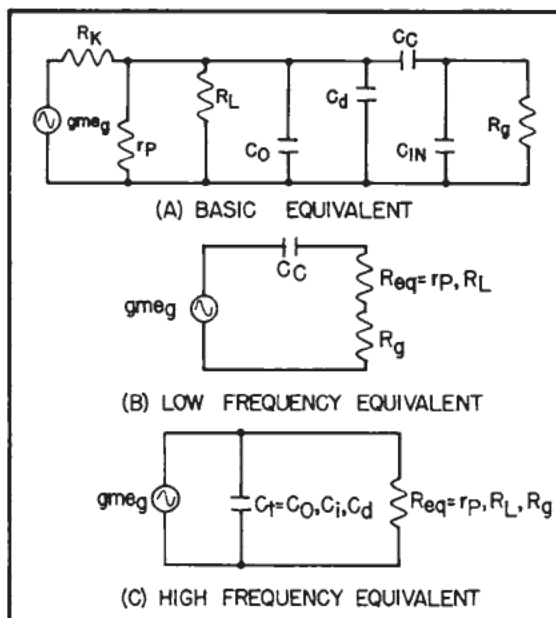 RK
CC
gmeg
rP
RL
CO
Cd
CIN
Rg
(A) BASIC EQUIVALENT
CC
gmeg
Req=rP, RL
Rg
(B) LOW FREQUENCY EQUIVALENT
gmeg
Ct=CO,Ci,Cd
Req=rP, RL, Rg
(C) HIGH FREQUENCY EQUIVALENT